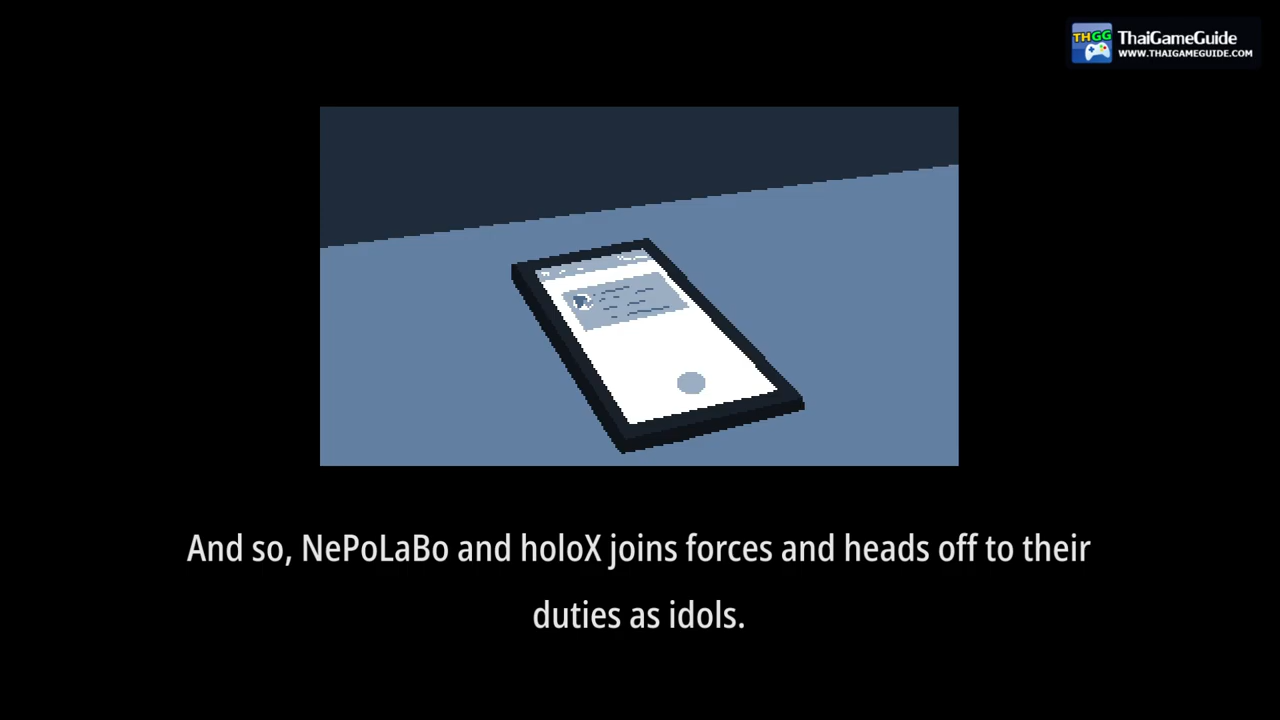 THGG ThaiGameGuide
WWW.THAIGAMEGUIDE.COM
And so, NePoLaBo and holoX joins forces and heads off to their
duties as idols.